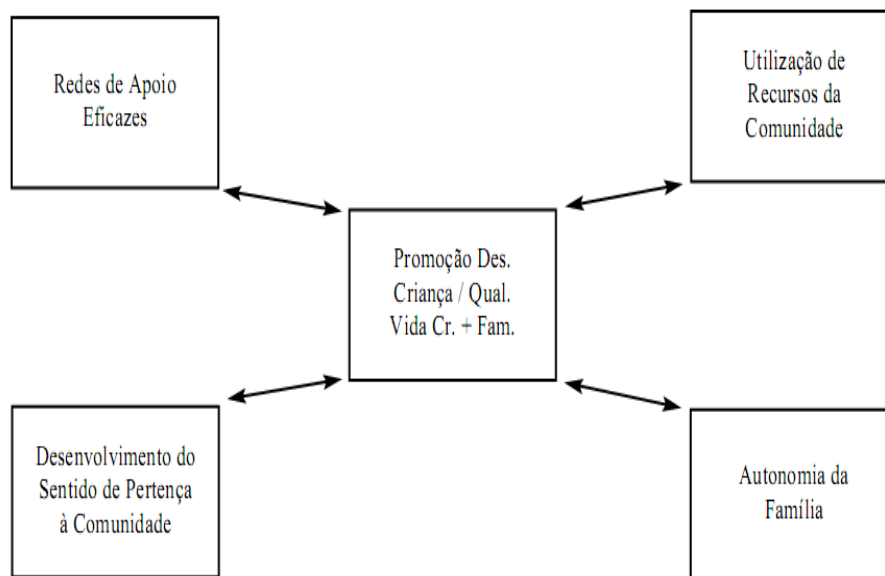 Redes de Apoio
Eficazes
Utilização de
Recursos da
Comunidade
Promoção Des.
Criança / Qual.
Vida Cr. + Fam.
Desenvolvimento do
Sentido de Pertença
à Comunidade
Autonomia da
Família